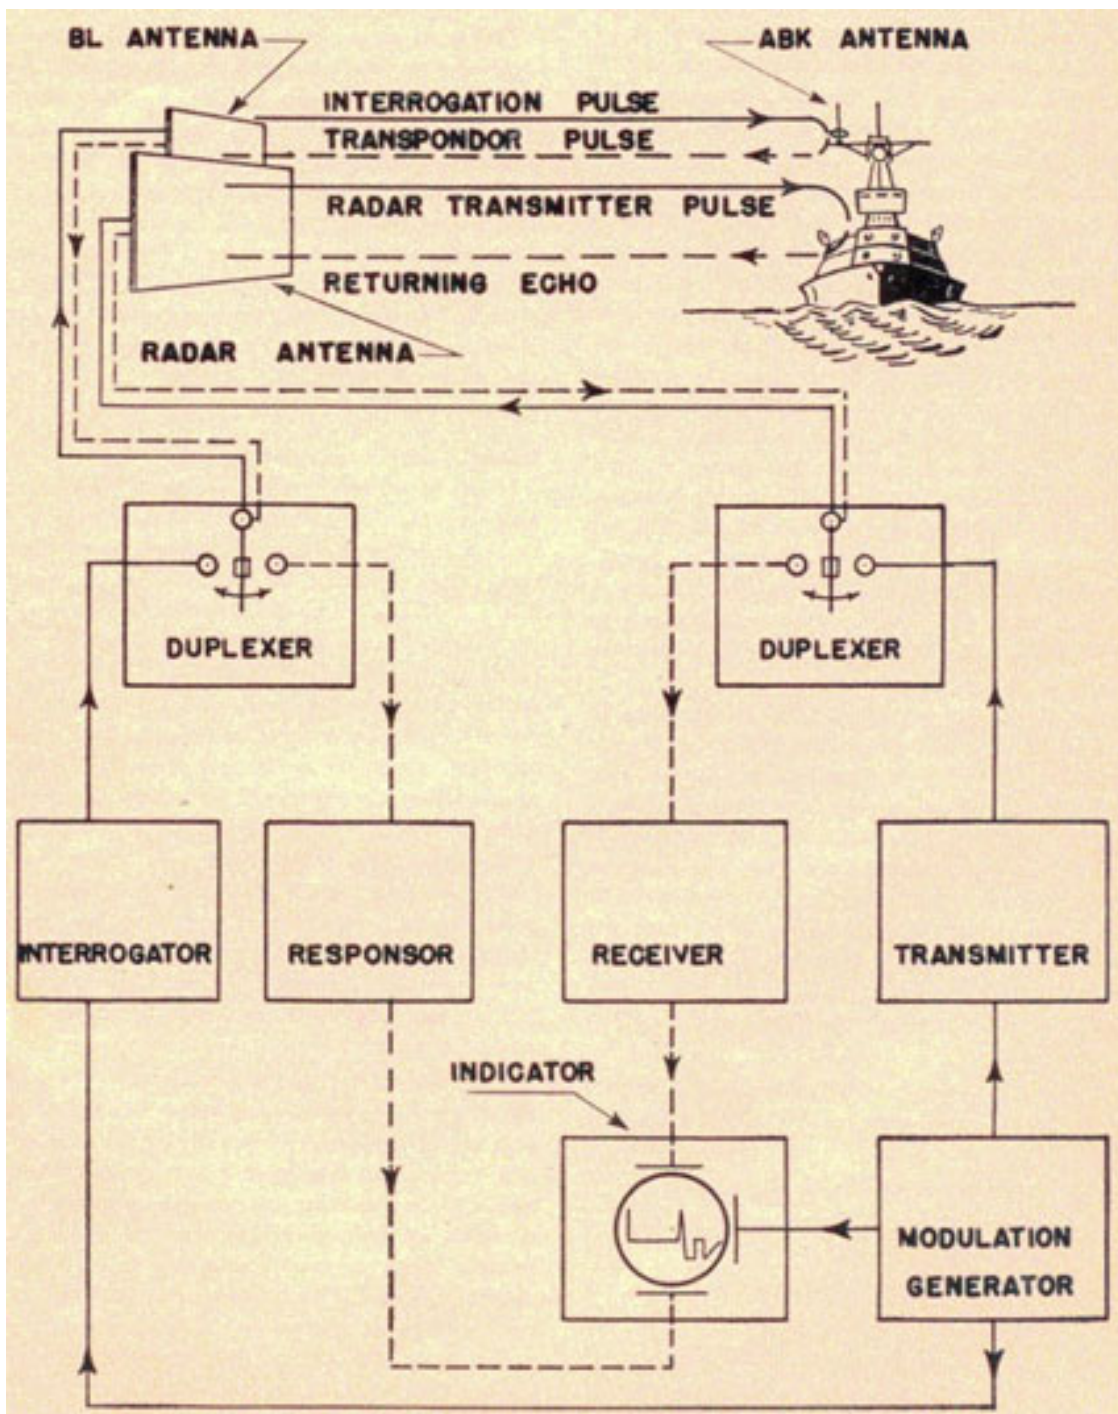 BL ANTENNA
ABK ANTENNA
INTERROGATION PULSE
TRANSPONDOR PULSE
RADAR TRANSMITTER PULSE
RETURNING ECHO
RADAR ANTENNA
DUPLEXER
DUPLEXER
INTERROGATOR
RESPONSOR
RECEIVER
TRANSMITTER
INDICATOR
MODULATION
GENERATOR